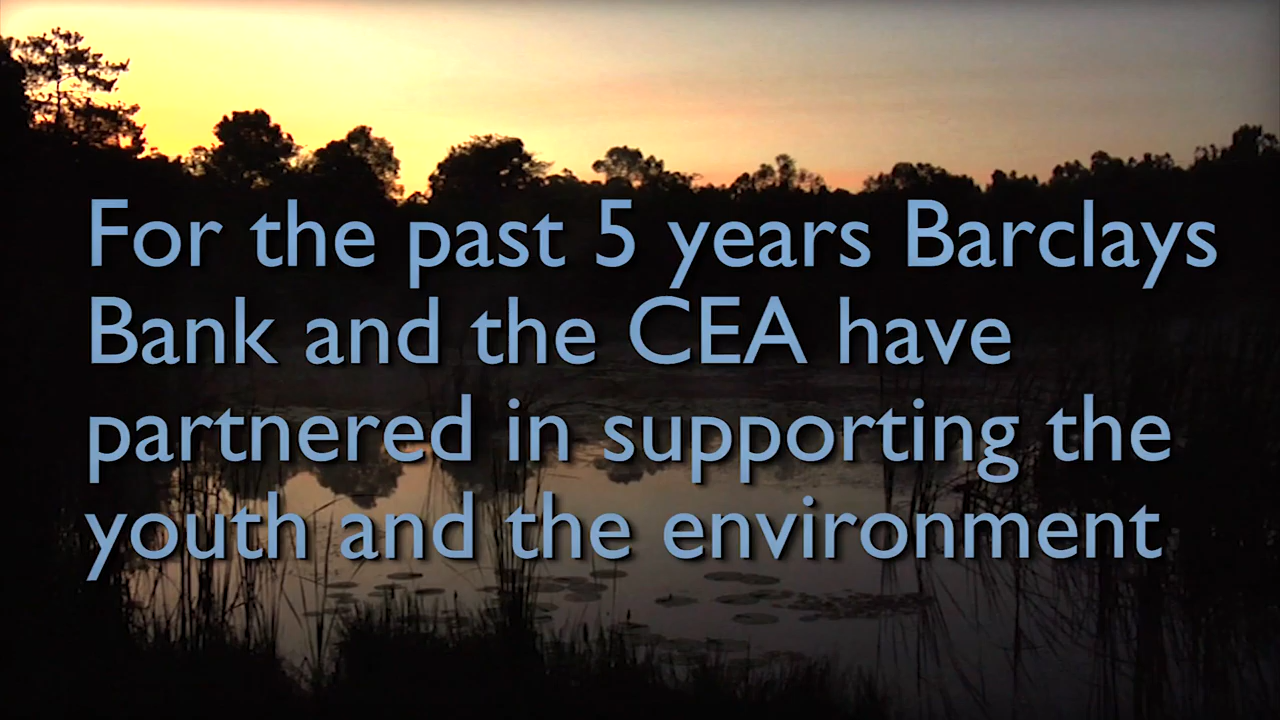 For the past 5 years Barclays
Bank and the CEA have
partnered in supporting the
youth and the environment